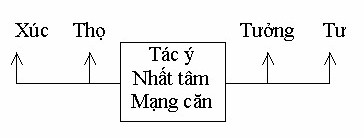 Xúc Thọ Tưởng Tư
Tác ý
Nhất tâm
Mạng căn